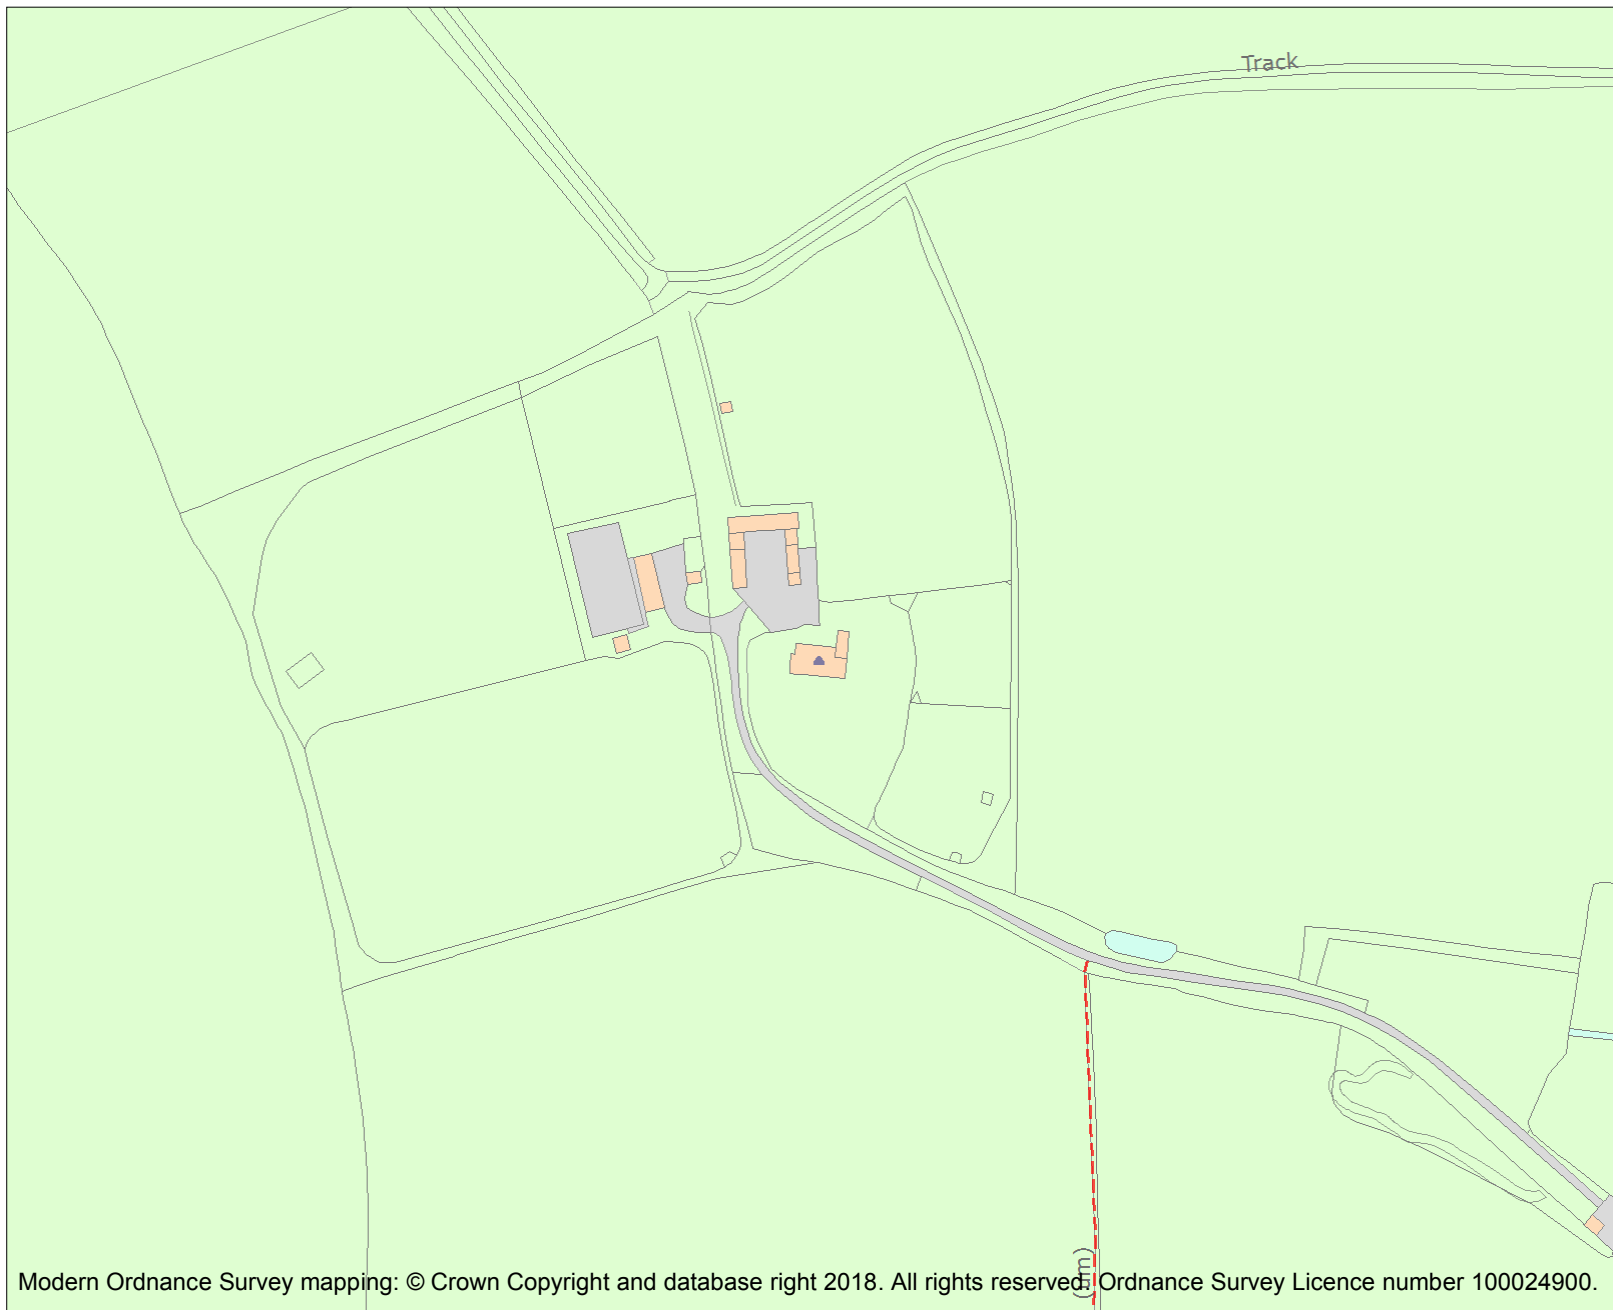 Track
(um)
Modern Ordnance Survey mapping: © Crown Copyright and database right 2018. All rights reserved. Ordnance Survey Licence number 100024900.